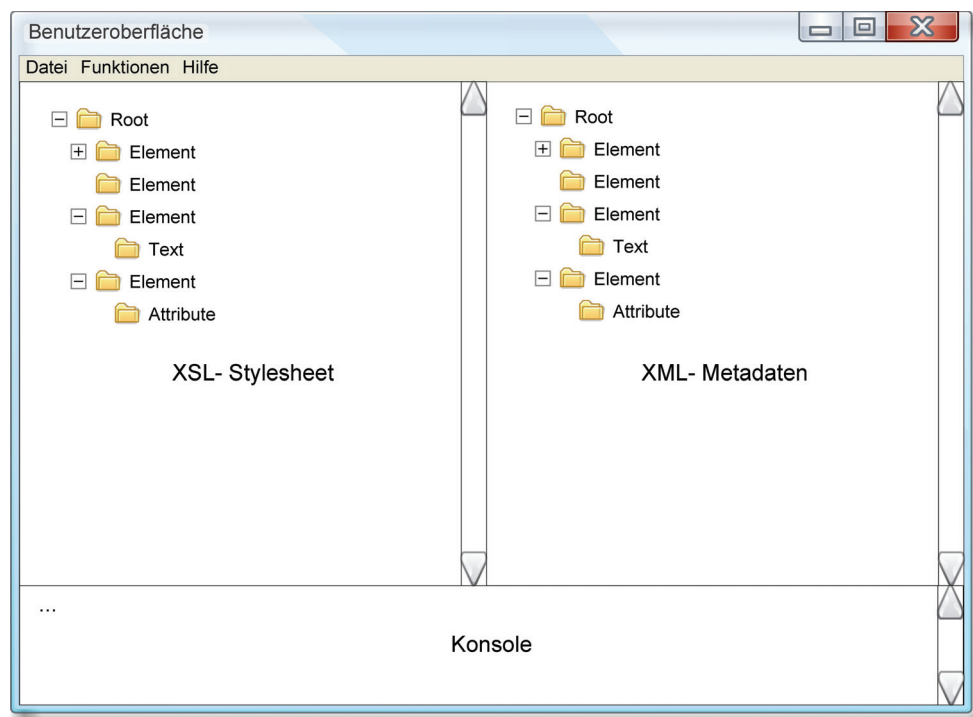 Benutzeroberfläche
Datei Funktionen Hilfe
Root
Element
Element
Element
Text
Element
Attribute
XSL- Stylesheet
Root
Element
Element
Element
Text
Element
Attribute
XML- Metadaten
...
Konsole